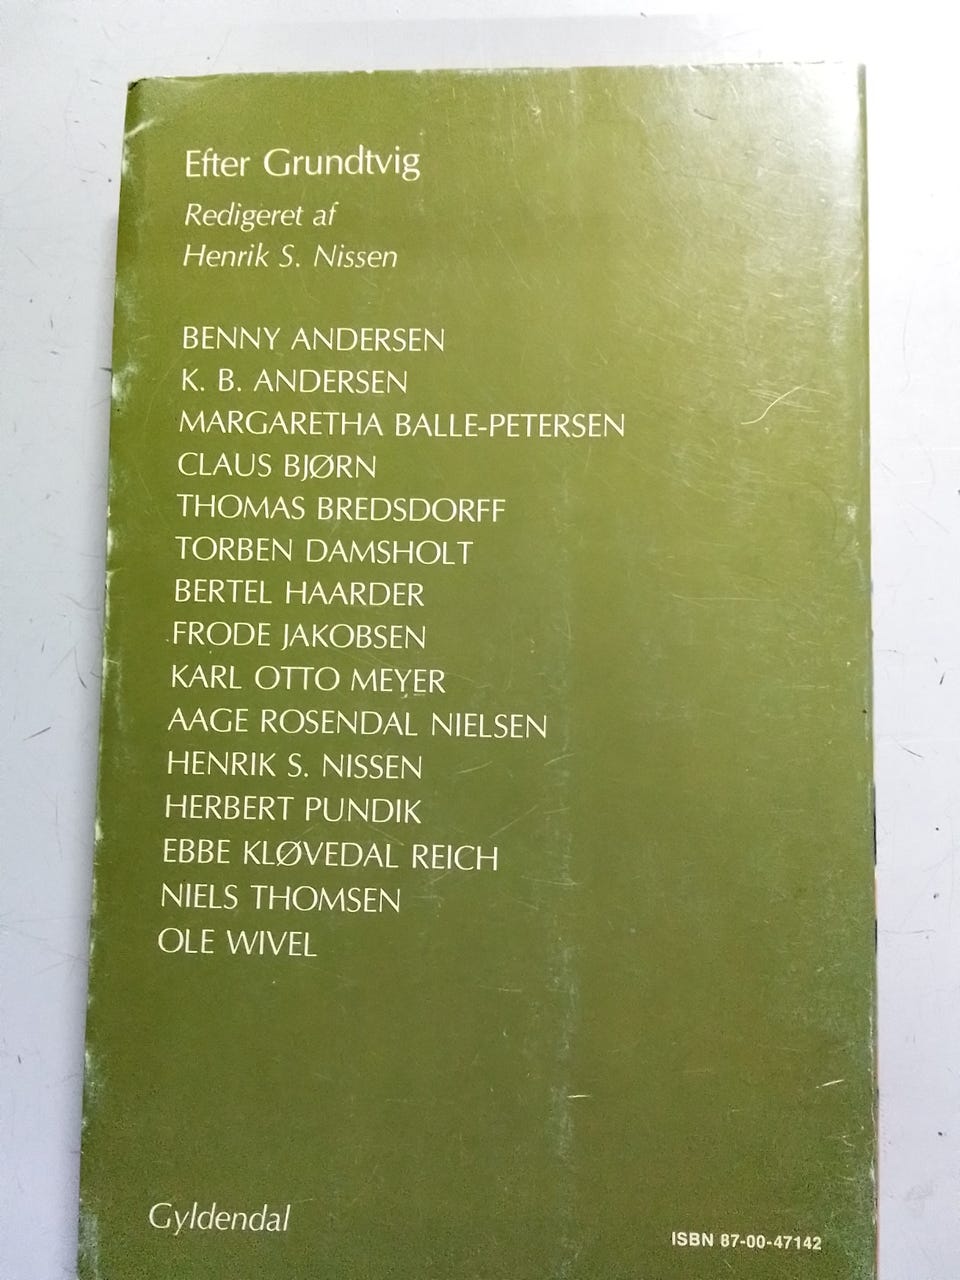 Efter Grundtvig
Redigeret af
Henrik S. Nissen
BENNY ANDERSEN
K. B. ANDERSEN
MARGARETHA BALLE-PETERSEN
CLAUS BJØRN
THOMAS BREDSDORFF
TORBEN DAMSHOLT
BERTEL HAARDER
FRODE JAKOBSEN
KARL OTTO MEYER
AAGE ROSENDAL NIELSEN
HENRIK S. NISSEN
HERBERT PUNDIK
EBBE KLØVEDAL REICH
NIELS THOMSEN
OLE WIVEL
Gyldendal
ISBN 87-00-47142